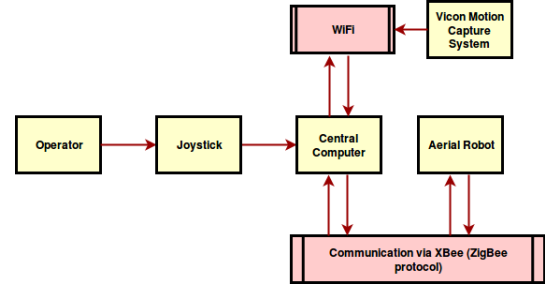 WiFi
Vicon Motion
Capture
System
Operator
Joystick
Central
Computer
Aerial Robot
Communication via XBee (ZigBee
protocol)